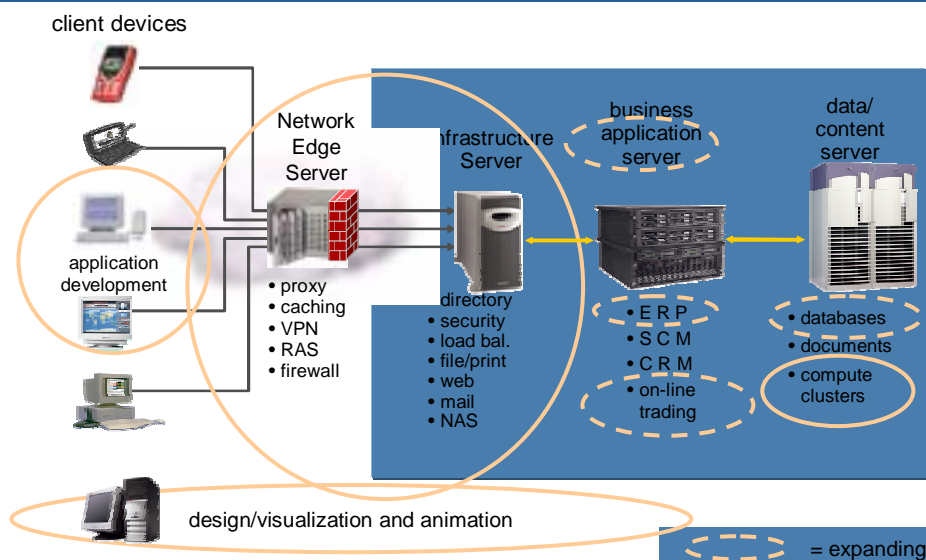 client devices
Network
Edge
Server
nfrastructure
Server
business
application
server
data/
content
server
application
development
• proxy
• caching
• VPN
• RAS
• firewall
directory
• security
• load bal.
• file/print
• web
• mail
• NAS
• E R P
• S C M
• C R M
• on-line
trading
• databases
• documents
• compute
clusters
design/visualization and animation
= expanding